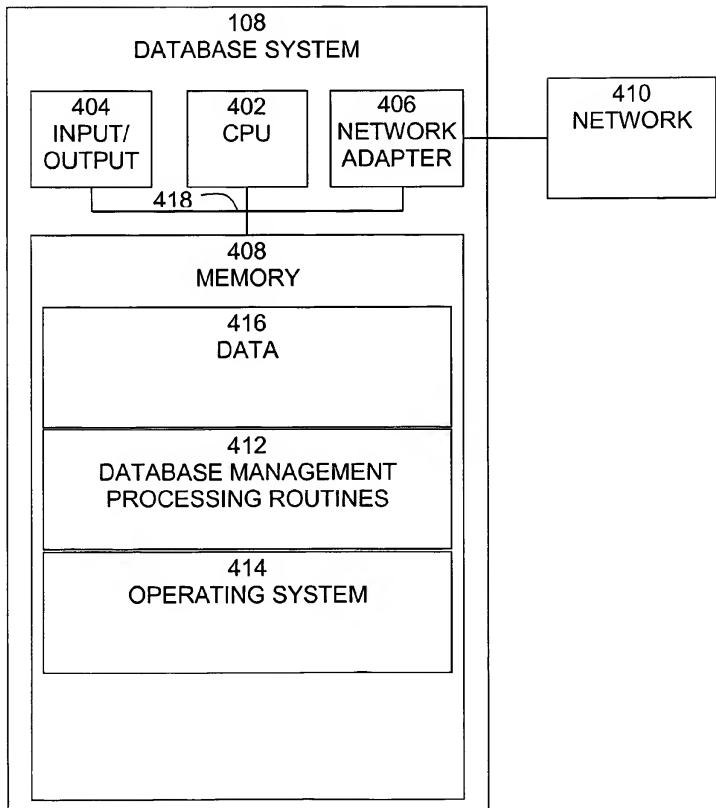 108
DATABASE SYSTEM
404
INPUT/
OUTPUT
402
CPU
406
NETWORK
ADAPTER
410
NETWORK
418
408
MEMORY
416
DATA
412
DATABASE MANAGEMENT
PROCESSING ROUTINES
414
OPERATING SYSTEM